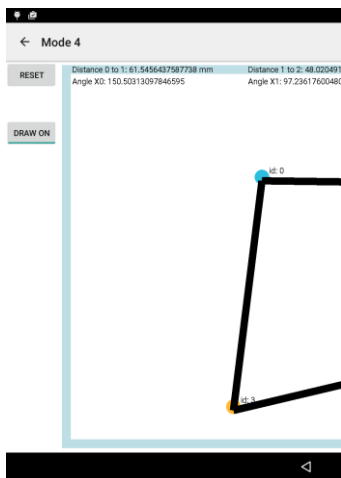 Mode 4
RESET
Distance 0 to 1: 61.5456437587738 mm Distance 1 to 2: 48.020491
Angle X0: 150.50313097846595 Angle X1: 97.23617600480
DRAW ON
id: 0
id: 3